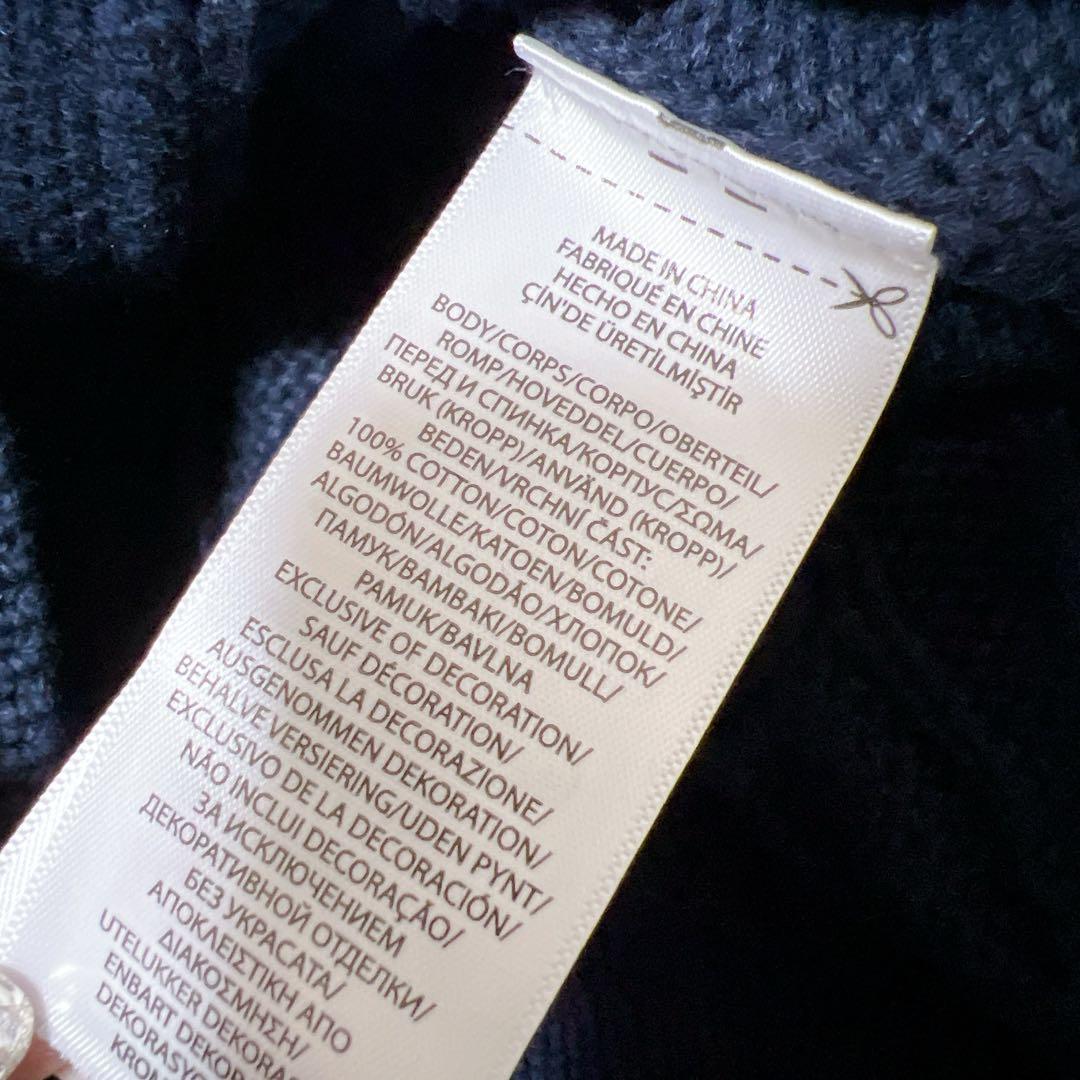 MADE IN CHINA
FABRIQUÉ EN CHINE
HECHO EN CHINA
ÇİN'DE ÜRETİLMİŞTİR
BODY/CORPS/CORPO/OBERTEIL/
ROMP/HOVEDDEL/CUERPO/
ПЕРЕД И СПИНКА/КОРПУС/ΣΩΜΑ/
BRUK (KROPP)/ANVÄND (KROPP)/
BEDEN/VRCHNÍ ČAST:
100% COTTON/COTON/COTONE/
BAUMWOLLE/KATOEN/BOMULD/
ALGODÓN/ALGODÃO/ХЛОПОК/
ПАМУК/ΒΑΜΒΑΚΙ/BOMULL/
PAMUK/BAVLNA
EXCLUSIVE OF DECORATION/
SAUF DÉCORATION/
ESCLUSA LA DECORAZIONE/
AUSGENOMMEN DEKORATION/
BEHALVE VERSIERING/UDEN PYNT/
EXCLUSIVO DE LA DECORACIÓN/
NÃO INCLUI DECORAÇÃO/
ЗА ИСКЛЮЧЕНИЕМ
ДЕКОРАТИВНОЙ ОТДЕЛКИ/
БЕЗ УКРАСАТА/
ΑΠΟΚΛΕΙΣΤΙΚΗ ΑΠΟ
ΔΙΑΚΟΣΜΗΣΗ/
UTELUKKER
ENBART